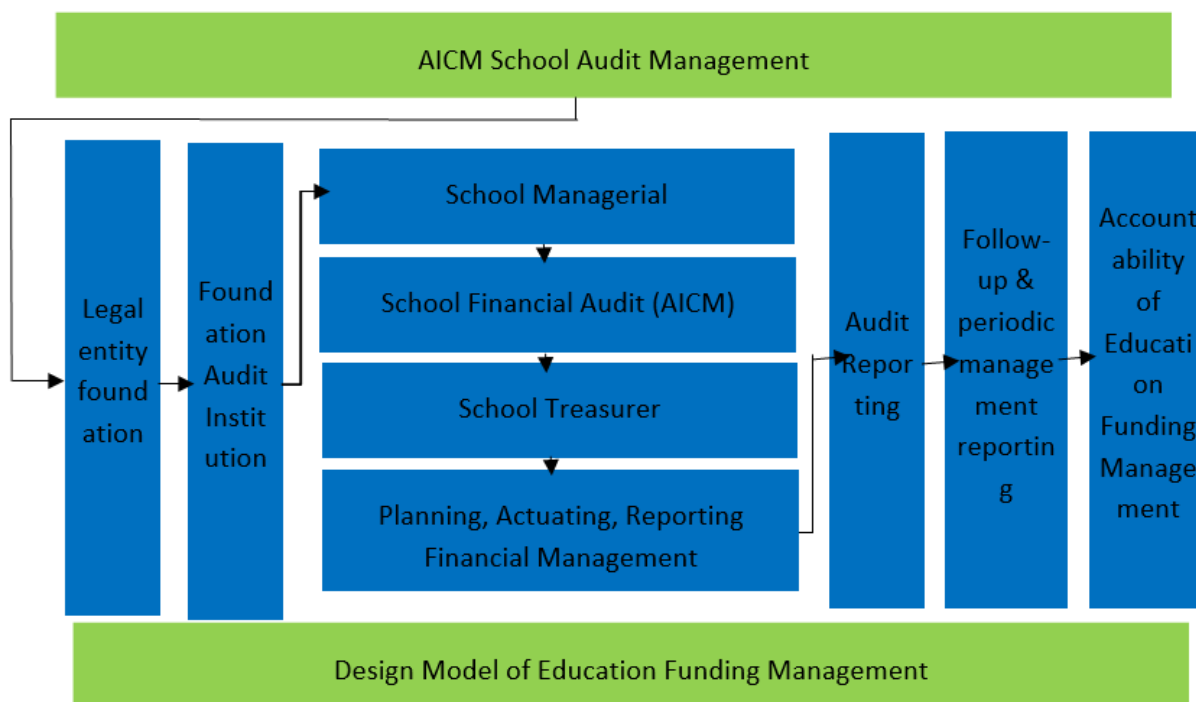 AICM School Audit Management
Legal
entity
found
ation
Found
ation
Audit
Instit
ution
School Managerial
School Financial Audit (AICM)
School Treasurer
Planning, Actuating, Reporting
Financial Management
Audit
Repor
ting
Follow-
up &
periodic
manage
ment
reportin
g
Account
ability
of
Educati
on
Funding
Manage
ment
Design Model of Education Funding Management